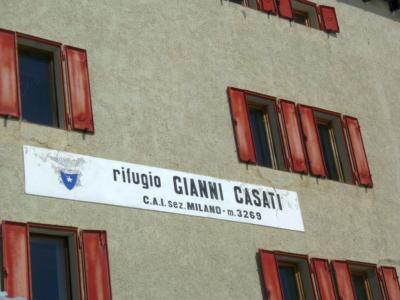 rifugio GIANNI CASATI
C.A.I. sez. MILANO - m. 3269